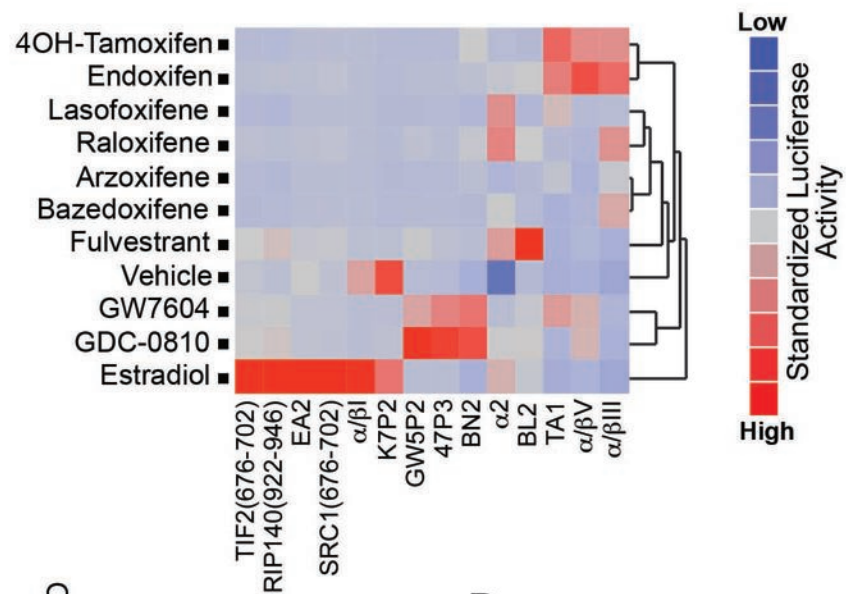 Low
4OH-Tamoxifen
Endoxifen
Lasofoxifene
Raloxifene
Arzoxifene
Bazedoxifene
Fulvestrant
Vehicle
GW7604
GDC-0810
Estradiol
Standardized Luciferase
Activity
High
TIF2(676-702)
RIP140(922-946)
EA2
SRC1(676-702)
α/βI
K7P2
GW5P2
47P3
BN2
α2
BL2
TA1
α/βV
α/βIII